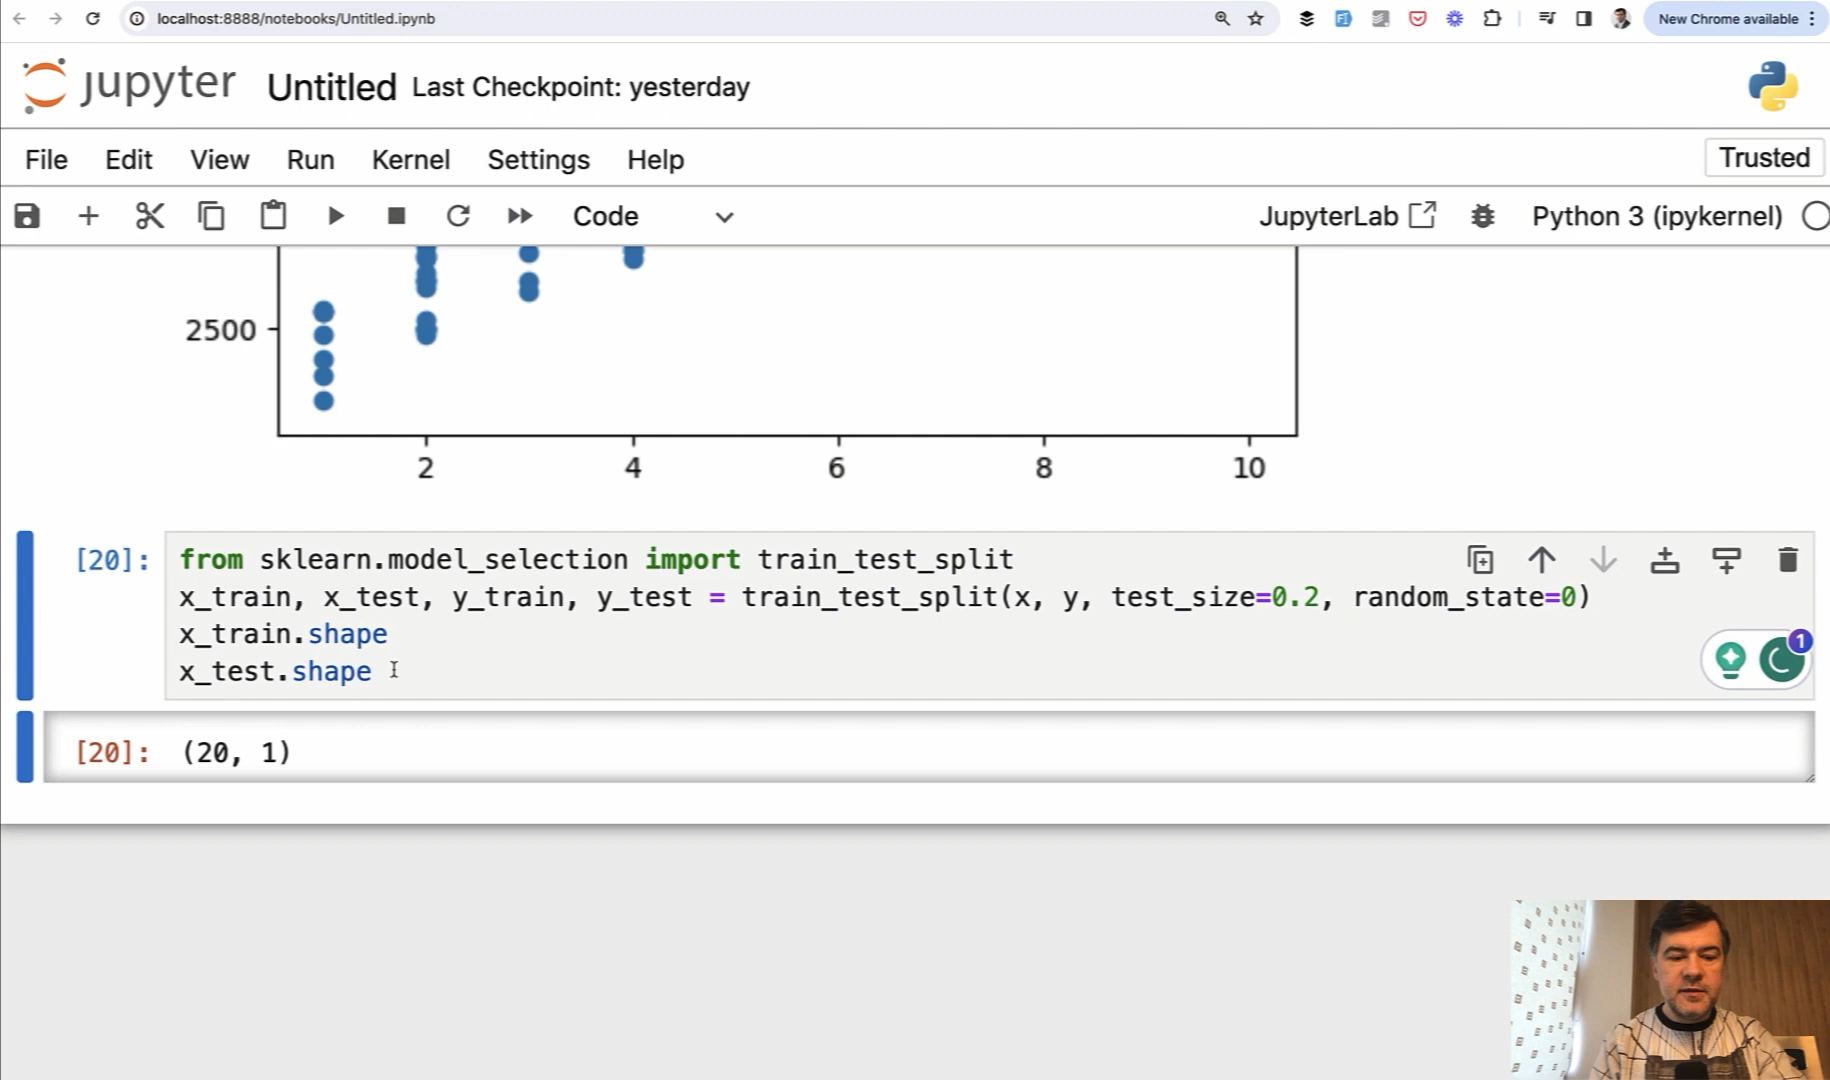 localhost:8888/notebooks/Untitled.ipynb
New Chrome available
jupyter Untitled Last Checkpoint: yesterday
File Edit View Run Kernel Settings Help
Trusted
Code
JupyterLab
Python 3 (ipykernel)
2500
2 4 6 8 10
[20]: from sklearn.model_selection import train_test_split
x_train, x_test, y_train, y_test = train_test_split(x, y, test_size=0.2, random_state=0)
x_train.shape
x_test.shape
1
[20]: (20, 1)